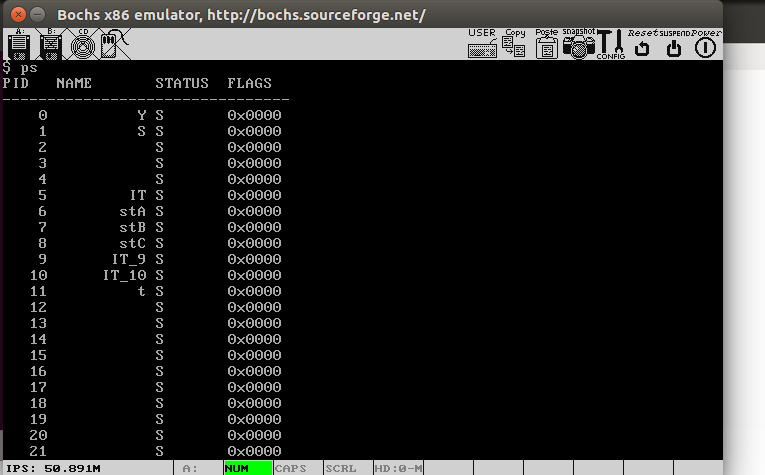 Bochs x86 emulator, http://bochs.sourceforge.net/
A: B: CD USER Copy Paste snapshot CONFIG Reset SUSPEND Power
$ ps
PID NAME STATUS FLAGS
--------------------------------
0 Y S 0x0000
1 S S 0x0000
2 S 0x0000
3 S 0x0000
4 S 0x0000
5 IT S 0x0000
6 stA S 0x0000
7 stB S 0x0000
8 stC S 0x0000
9 IT_9 S 0x0000
10 IT_10 S 0x0000
11 t S 0x0000
12 S 0x0000
13 S 0x0000
14 S 0x0000
15 S 0x0000
16 S 0x0000
17 S 0x0000
18 S 0x0000
19 S 0x0000
20 S 0x0000
21 S 0x0000
IPS: 50.891M A: NUM CAPS SCRL HD:0-M